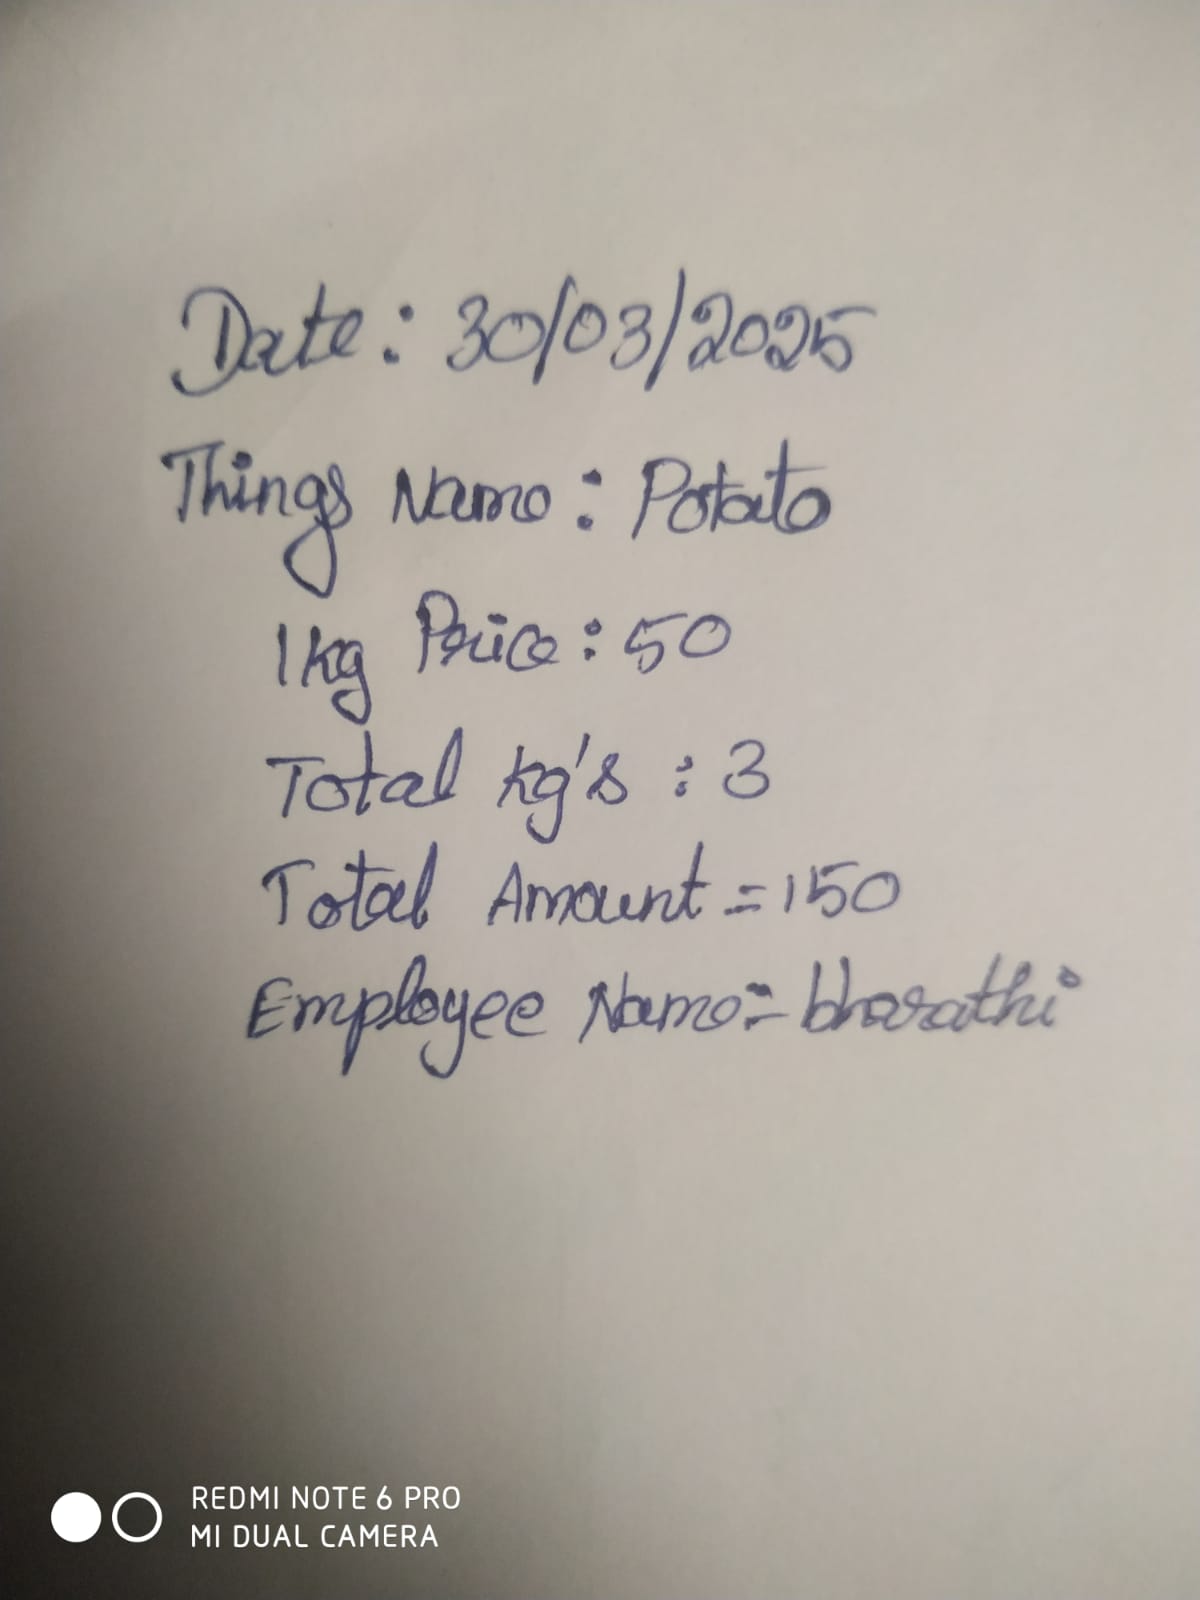 Date: 30/03/2025
Things Name: Potato
1kg Price: 50
Total kg's : 3
Total Amount = 150
Employee Name = bharathi
REDMI NOTE 6 PRO
MI DUAL CAMERA